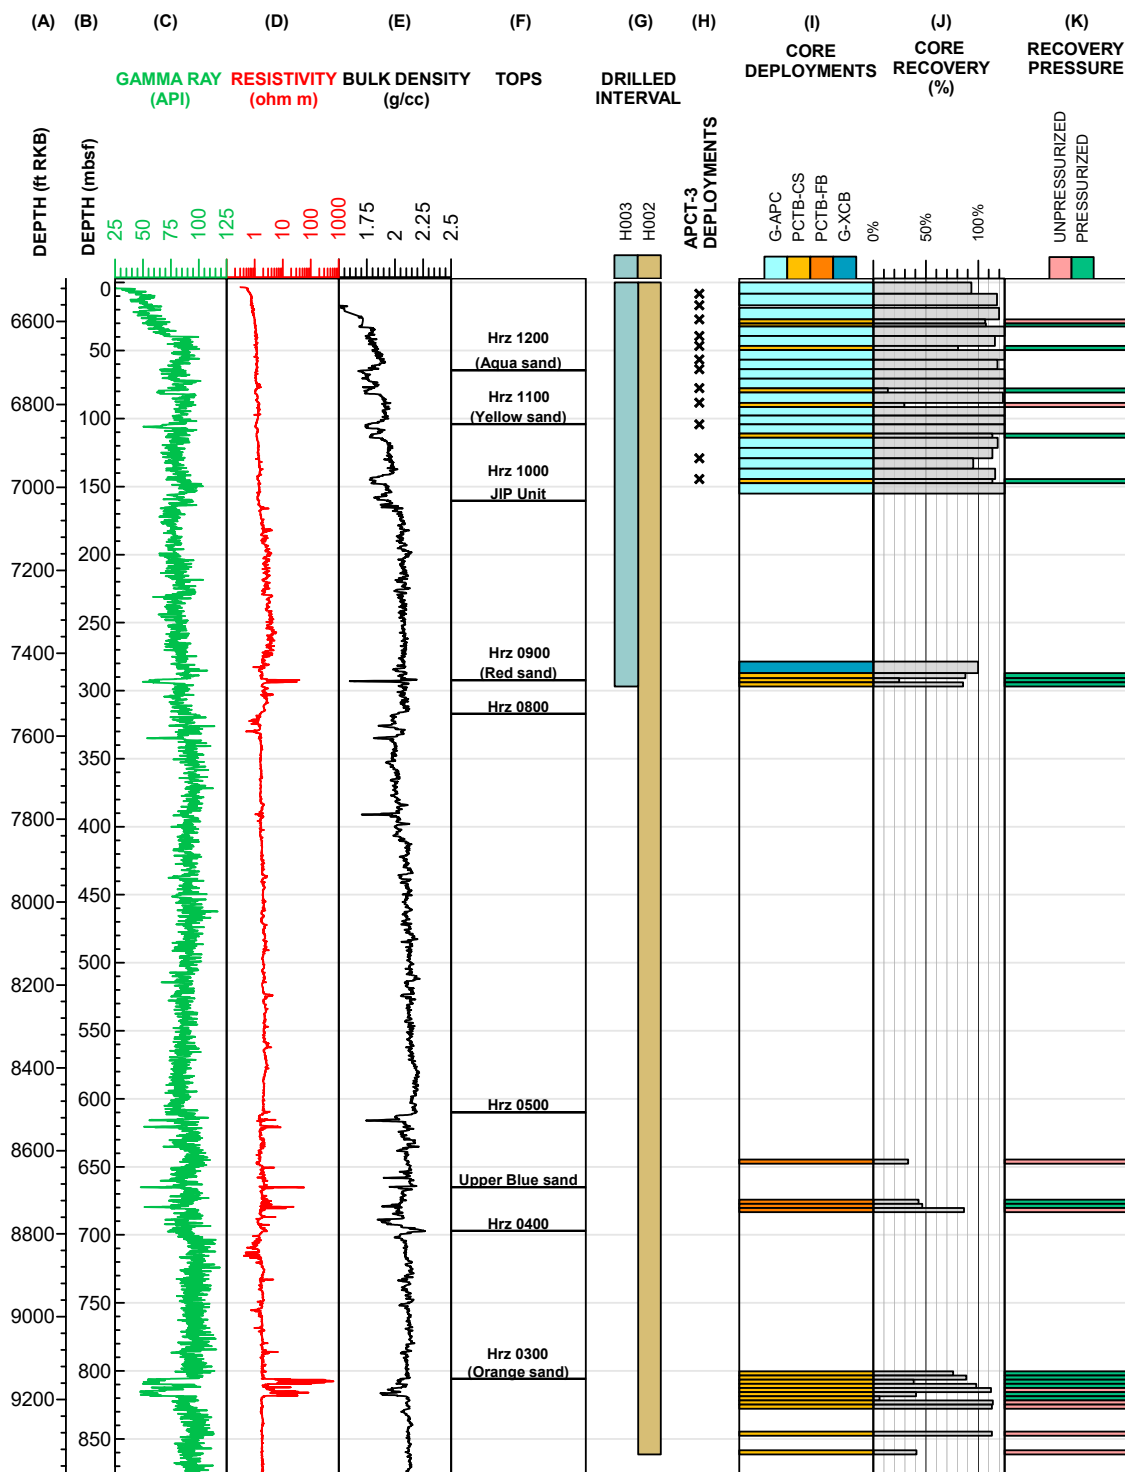 (A) (B) (C) (D) (E) (F) (G) (H) (I) (J) (K)
GAMMA RAY
(API)
RESISTIVITY
(ohm m)
BULK DENSITY
(g/cc)
TOPS
DRILLED
INTERVAL
APCT-3
DEPLOYMENTS
CORE
DEPLOYMENTS
CORE
RECOVERY
(%)
RECOVERY
PRESSURE
DEPTH (ft RKB)
DEPTH (mbsf)
25 50 75 100 125
1 10 100 1000
1.75 2 2.25 2.5
H003
H002
G-APC
PCTB-CS
PCTB-FB
G-XCB
0% 50% 100%
UNPRESSURIZED
PRESSURIZED
0
6600
50
Hrz 1200
(Aqua sand)
6800
100
Hrz 1100
(Yellow sand)
7000
150
Hrz 1000
JIP Unit
200
7200
250
7400
300
Hrz 0900
(Red sand)
Hrz 0800
7600
350
7800
400
450
8000
500
8200
550
8400
600
Hrz 0500
8600
650
Upper Blue sand
700
8800
Hrz 0400
750
9000
800
Hrz 0300
(Orange sand)
9200
850